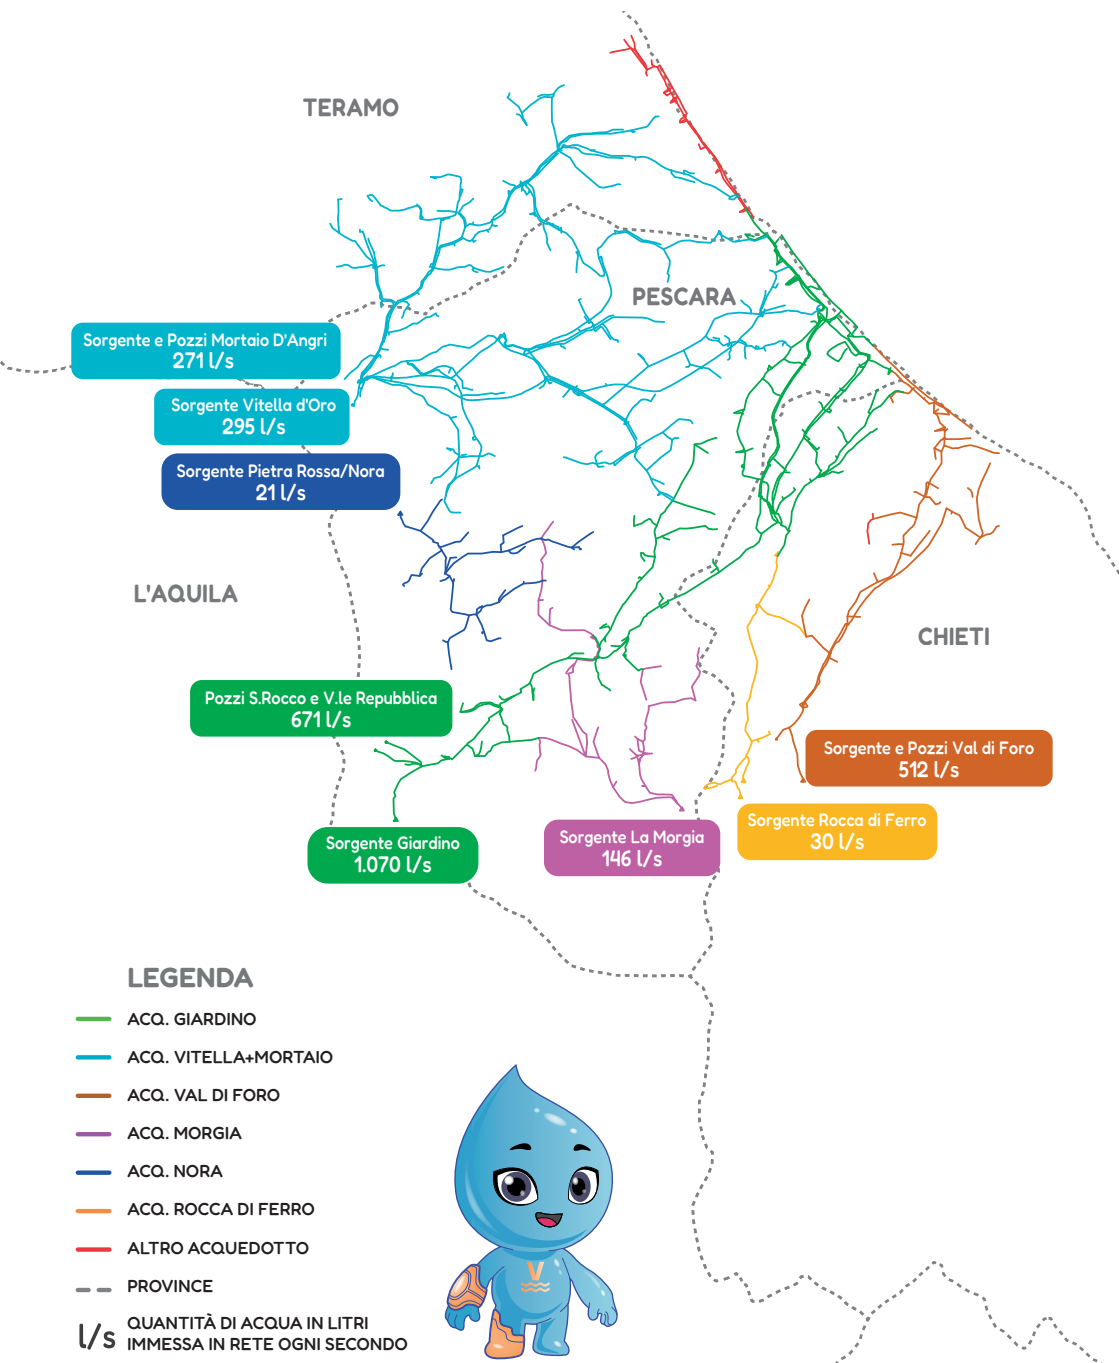 TERAMO
PESCARA
Sorgente e Pozzi Mortaio D'Angri
271 l/s
Sorgente Vitella d'Oro
295 l/s
Sorgente Pietra Rossa/Nora
21 l/s
L'AQUILA
CHIETI
Pozzi S.Rocco e V.le Repubblica
671 l/s
Sorgente e Pozzi Val di Foro
512 l/s
Sorgente Rocca di Ferro
30 l/s
Sorgente La Morgia
146 l/s
Sorgente Giardino
1.070 l/s
LEGENDA
ACQ. GIARDINO
ACQ. VITELLA+MORTAIO
ACQ. VAL DI FORO
ACQ. MORGIA
ACQ. NORA
ACQ. ROCCA DI FERRO
ALTRO ACQUEDOTTO
PROVINCE
l/s QUANTITÀ DI ACQUA IN LITRI
IMMESSA IN RETE OGNI SECONDO
V